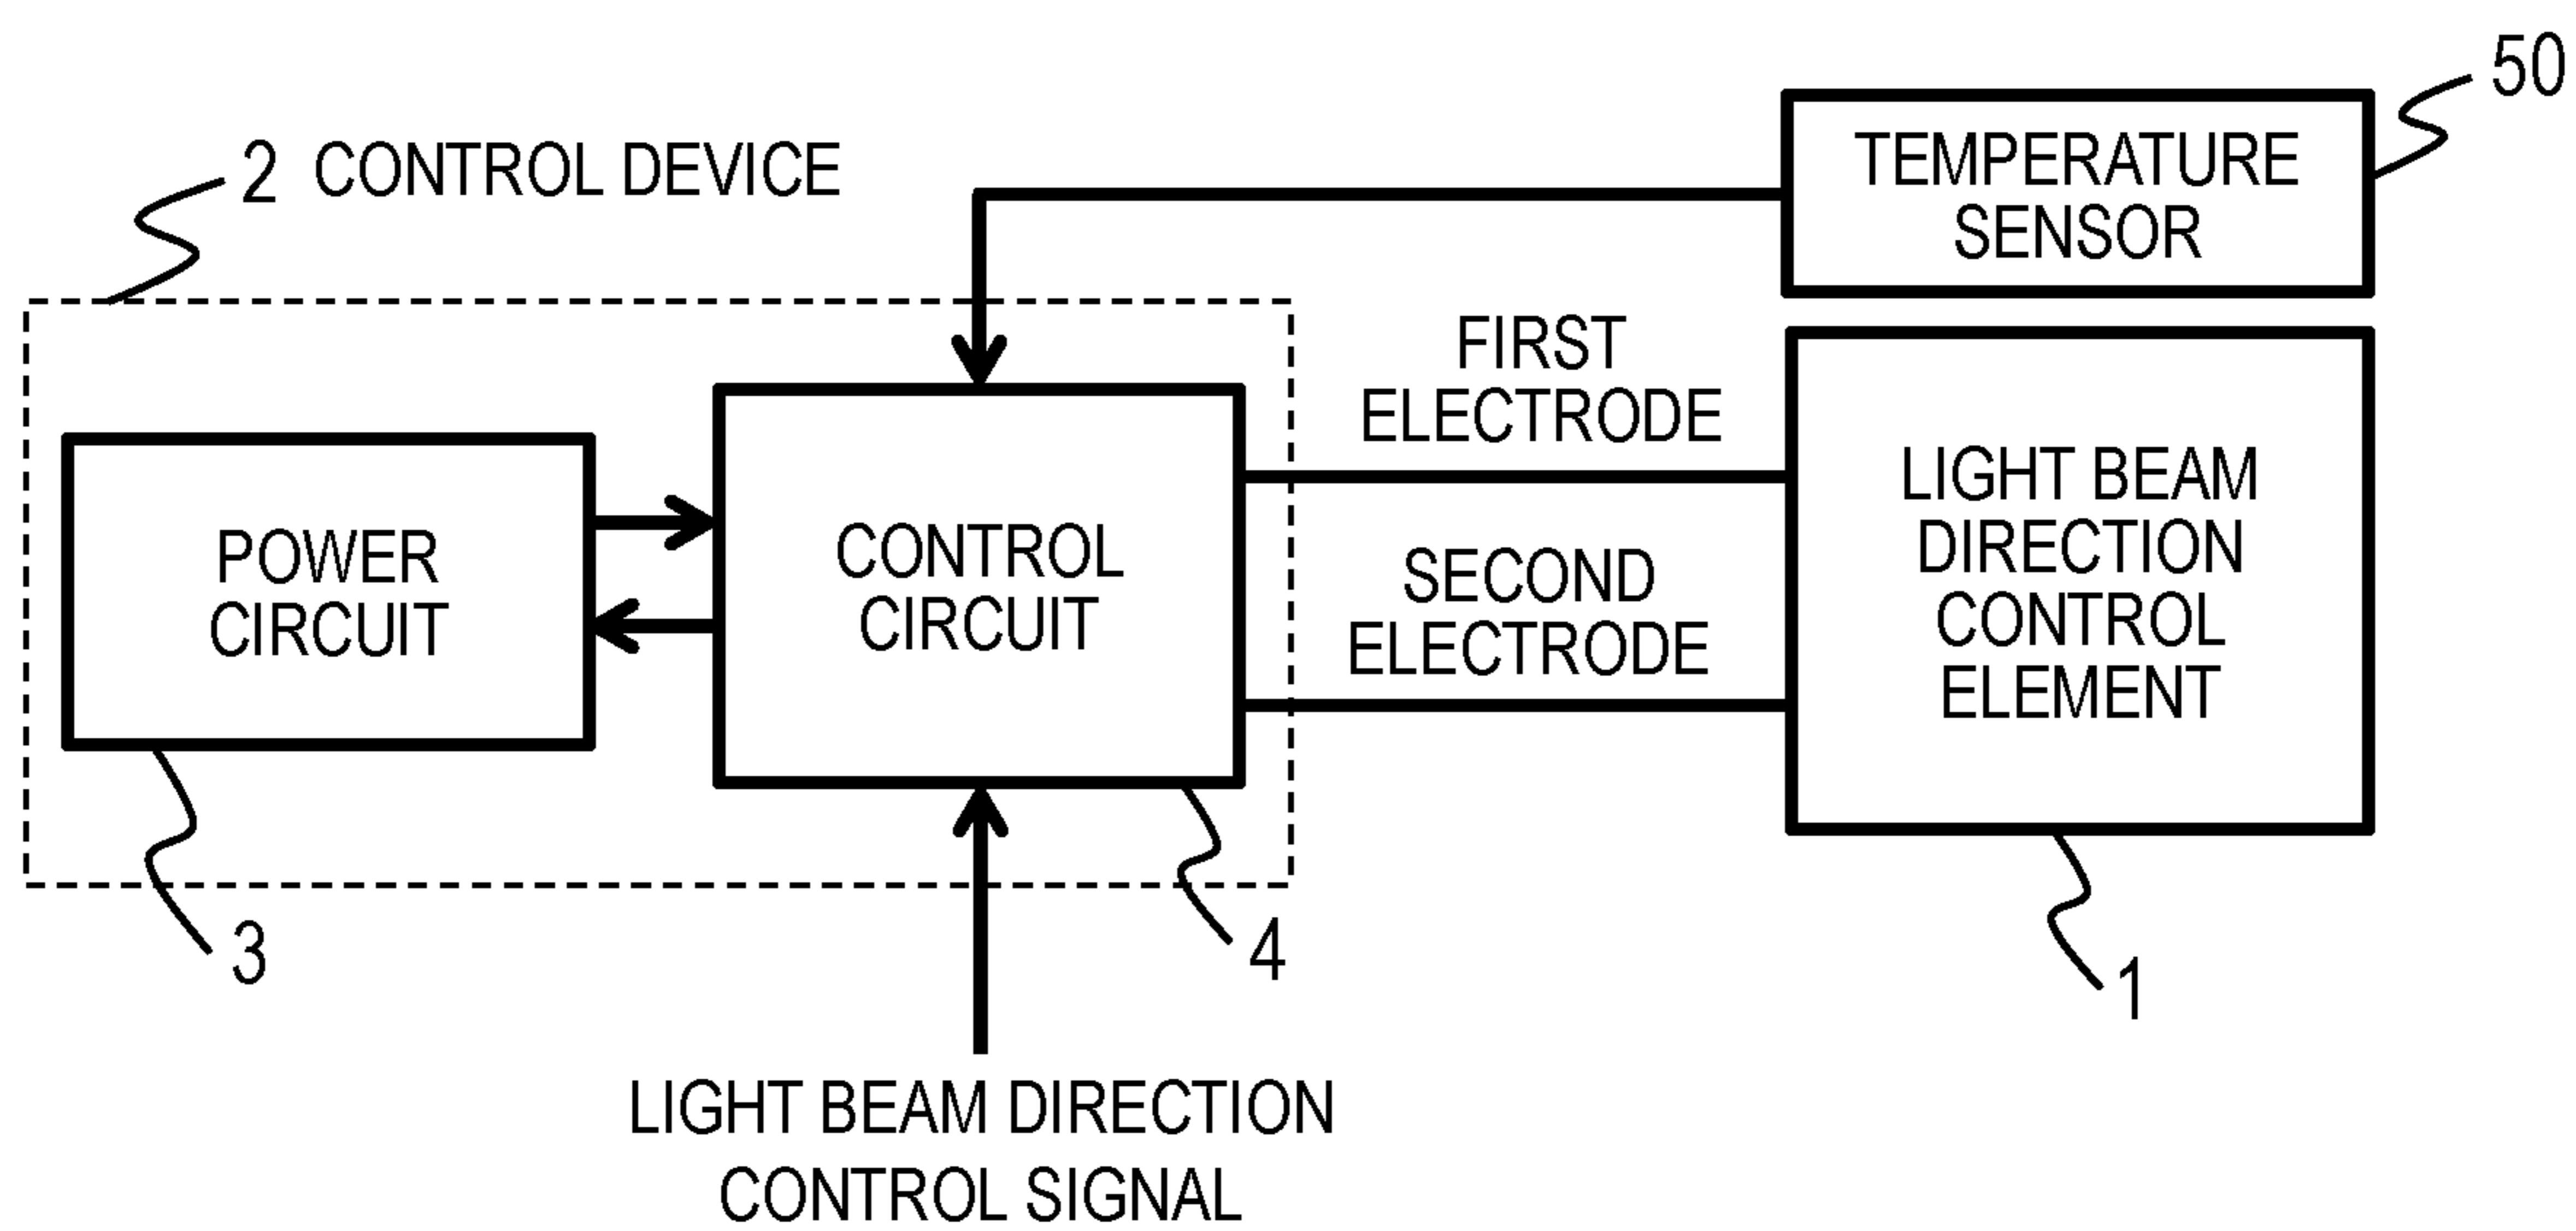 50
TEMPERATURE
SENSOR
2 CONTROL DEVICE
FIRST
ELECTRODE
LIGHT BEAM
DIRECTION
CONTROL
ELEMENT
POWER
CIRCUIT
CONTROL
CIRCUIT
SECOND
ELECTRODE
3
4
1
LIGHT BEAM DIRECTION
CONTROL SIGNAL